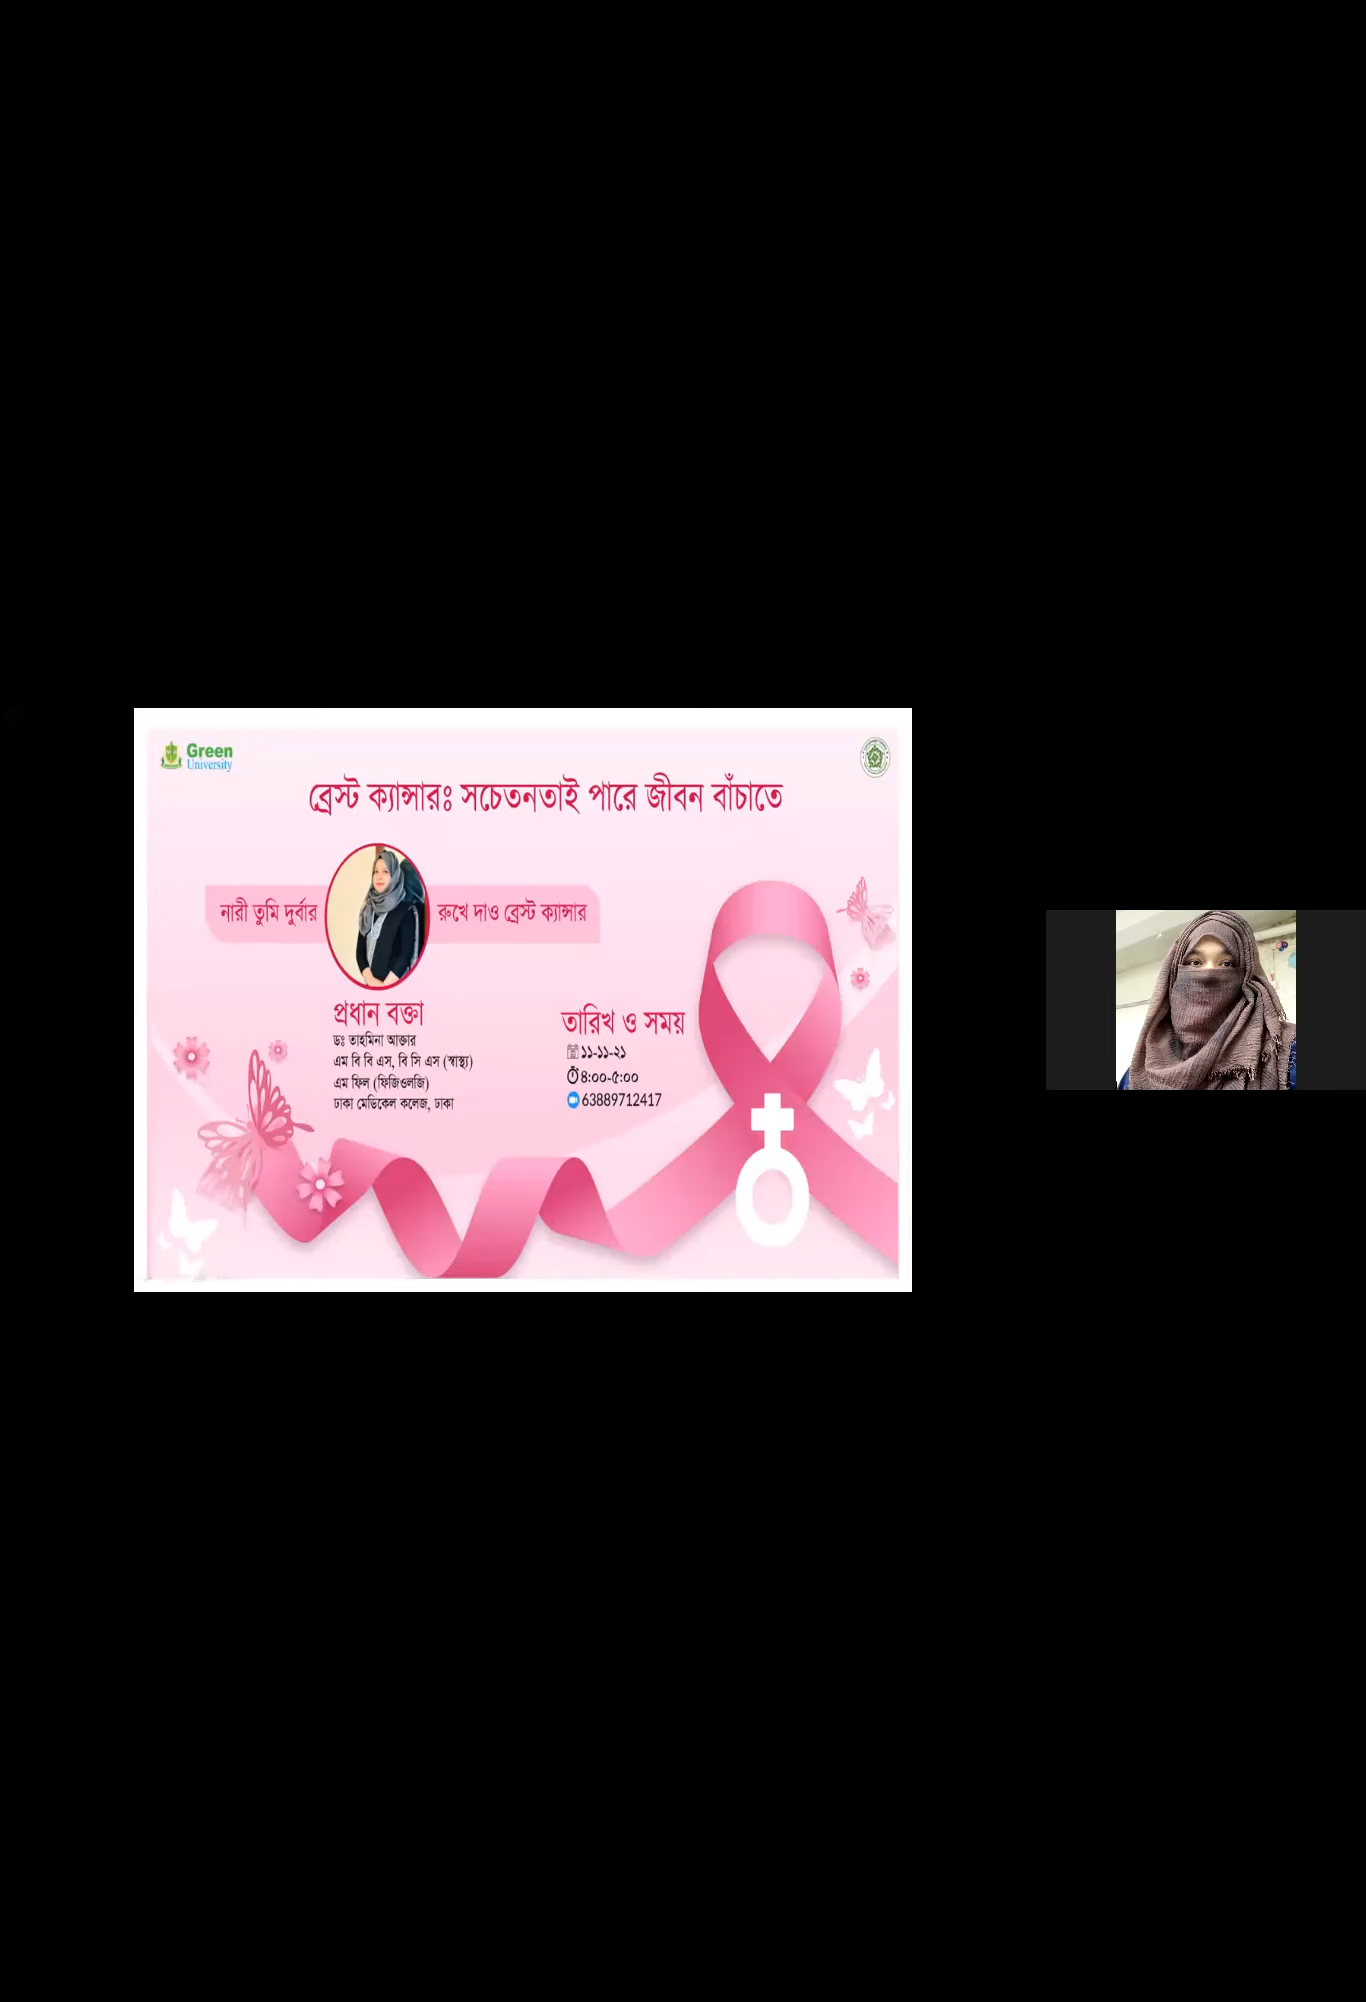 Green
University
ব্রেস্ট ক্যান্সারঃ সচেতনতাই পারে জীবন বাঁচাতে
নারী তুমি দুর্বার
রুখে দাও ব্রেস্ট ক্যান্সার
প্রধান বক্তা
ডঃ তাহমিনা আক্তার
এম বি বি এস, বি সি এস (স্বাস্থ্য)
এম ফিল (ফিজিওলজি)
ঢাকা মেডিকেল কলেজ, ঢাকা
তারিখ ও সময়
১১-১১-২১
৪:০০-৫:০০
63889712417